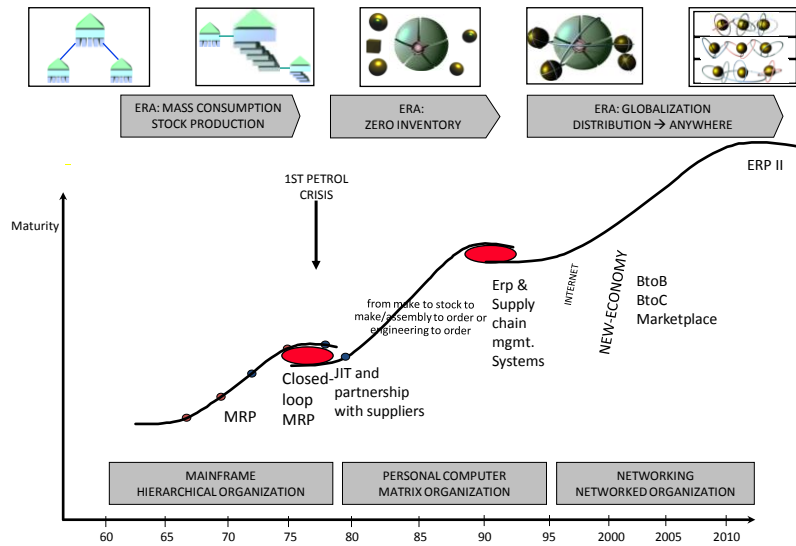 ERA: MASS CONSUMPTION
STOCK PRODUCTION
ERA:
ZERO INVENTORY
ERA: GLOBALIZATION
DISTRIBUTION → ANYWHERE
1ST PETROL
CRISIS
ERP II
Maturity
from make to stock to
make/assembly to order or
engineering to order
Erp &
Supply
chain
mgmt.
Systems
INTERNET
NEW-ECONOMY
BtoB
BtoC
Marketplace
MRP
Closed-
loop
MRP
JIT and
partnership
with suppliers
MAINFRAME
HIERARCHICAL ORGANIZATION
PERSONAL COMPUTER
MATRIX ORGANIZATION
NETWORKING
NETWORKED ORGANIZATION
60 65 70 75 80 85 90 95 2000 2005 2010